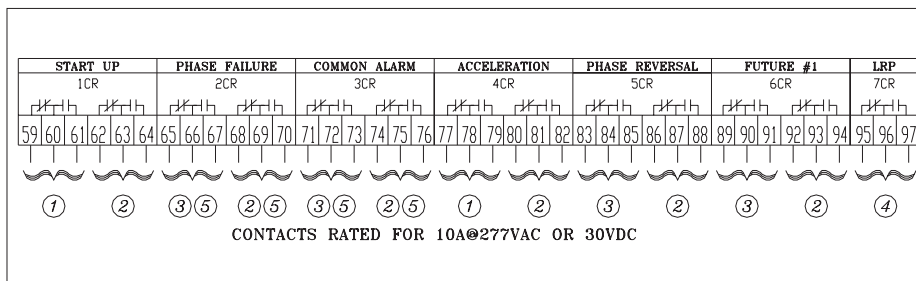 START UP PHASE FAILURE COMMON ALARM ACCELERATION PHASE REVERSAL FUTURE #1 LRP
1CR 2CR 3CR 4CR 5CR 6CR 7CR
59 60 61 62 63 64 65 66 67 68 69 70 71 72 73 74 75 76 77 78 79 80 81 82 83 84 85 86 87 88 89 90 91 92 93 94 95 96 97
1 2 3 5 2 5 3 5 2 5 1 2 3 2 3 2 4
CONTACTS RATED FOR 10A@277VAC OR 30VDC